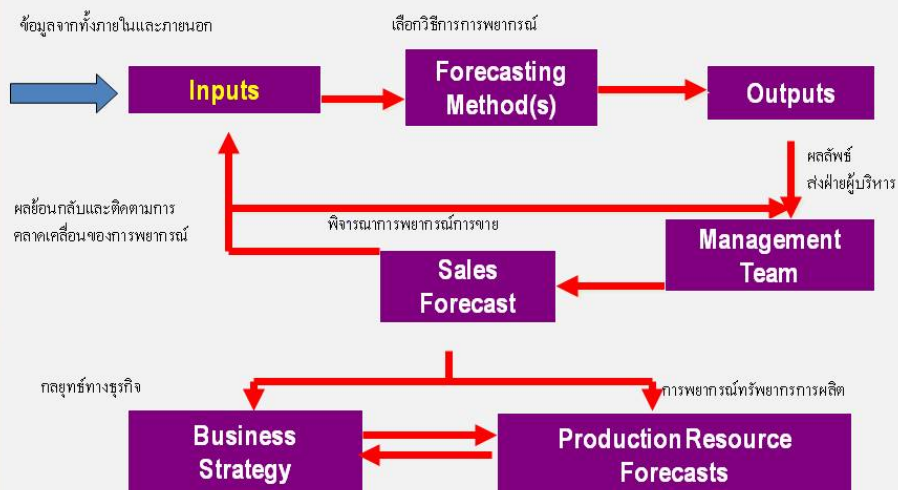 ข้อมูลจากทั้งภายในและภายนอก
เลือกวิธีการการพยากรณ์
Inputs
Forecasting
Method(s)
Outputs
ผลลัพธ์
ส่งฝ่ายผู้บริหาร
ผลย้อนกลับและติดตามการ
คลาดเคลื่อนของการพยากรณ์
พิจารณาการพยากรณ์การขาย
Management
Team
Sales
Forecast
กลยุทธ์ทางธุรกิจ
การพยากรณ์ทรัพยากรการผลิต
Business
Strategy
Production Resource
Forecasts